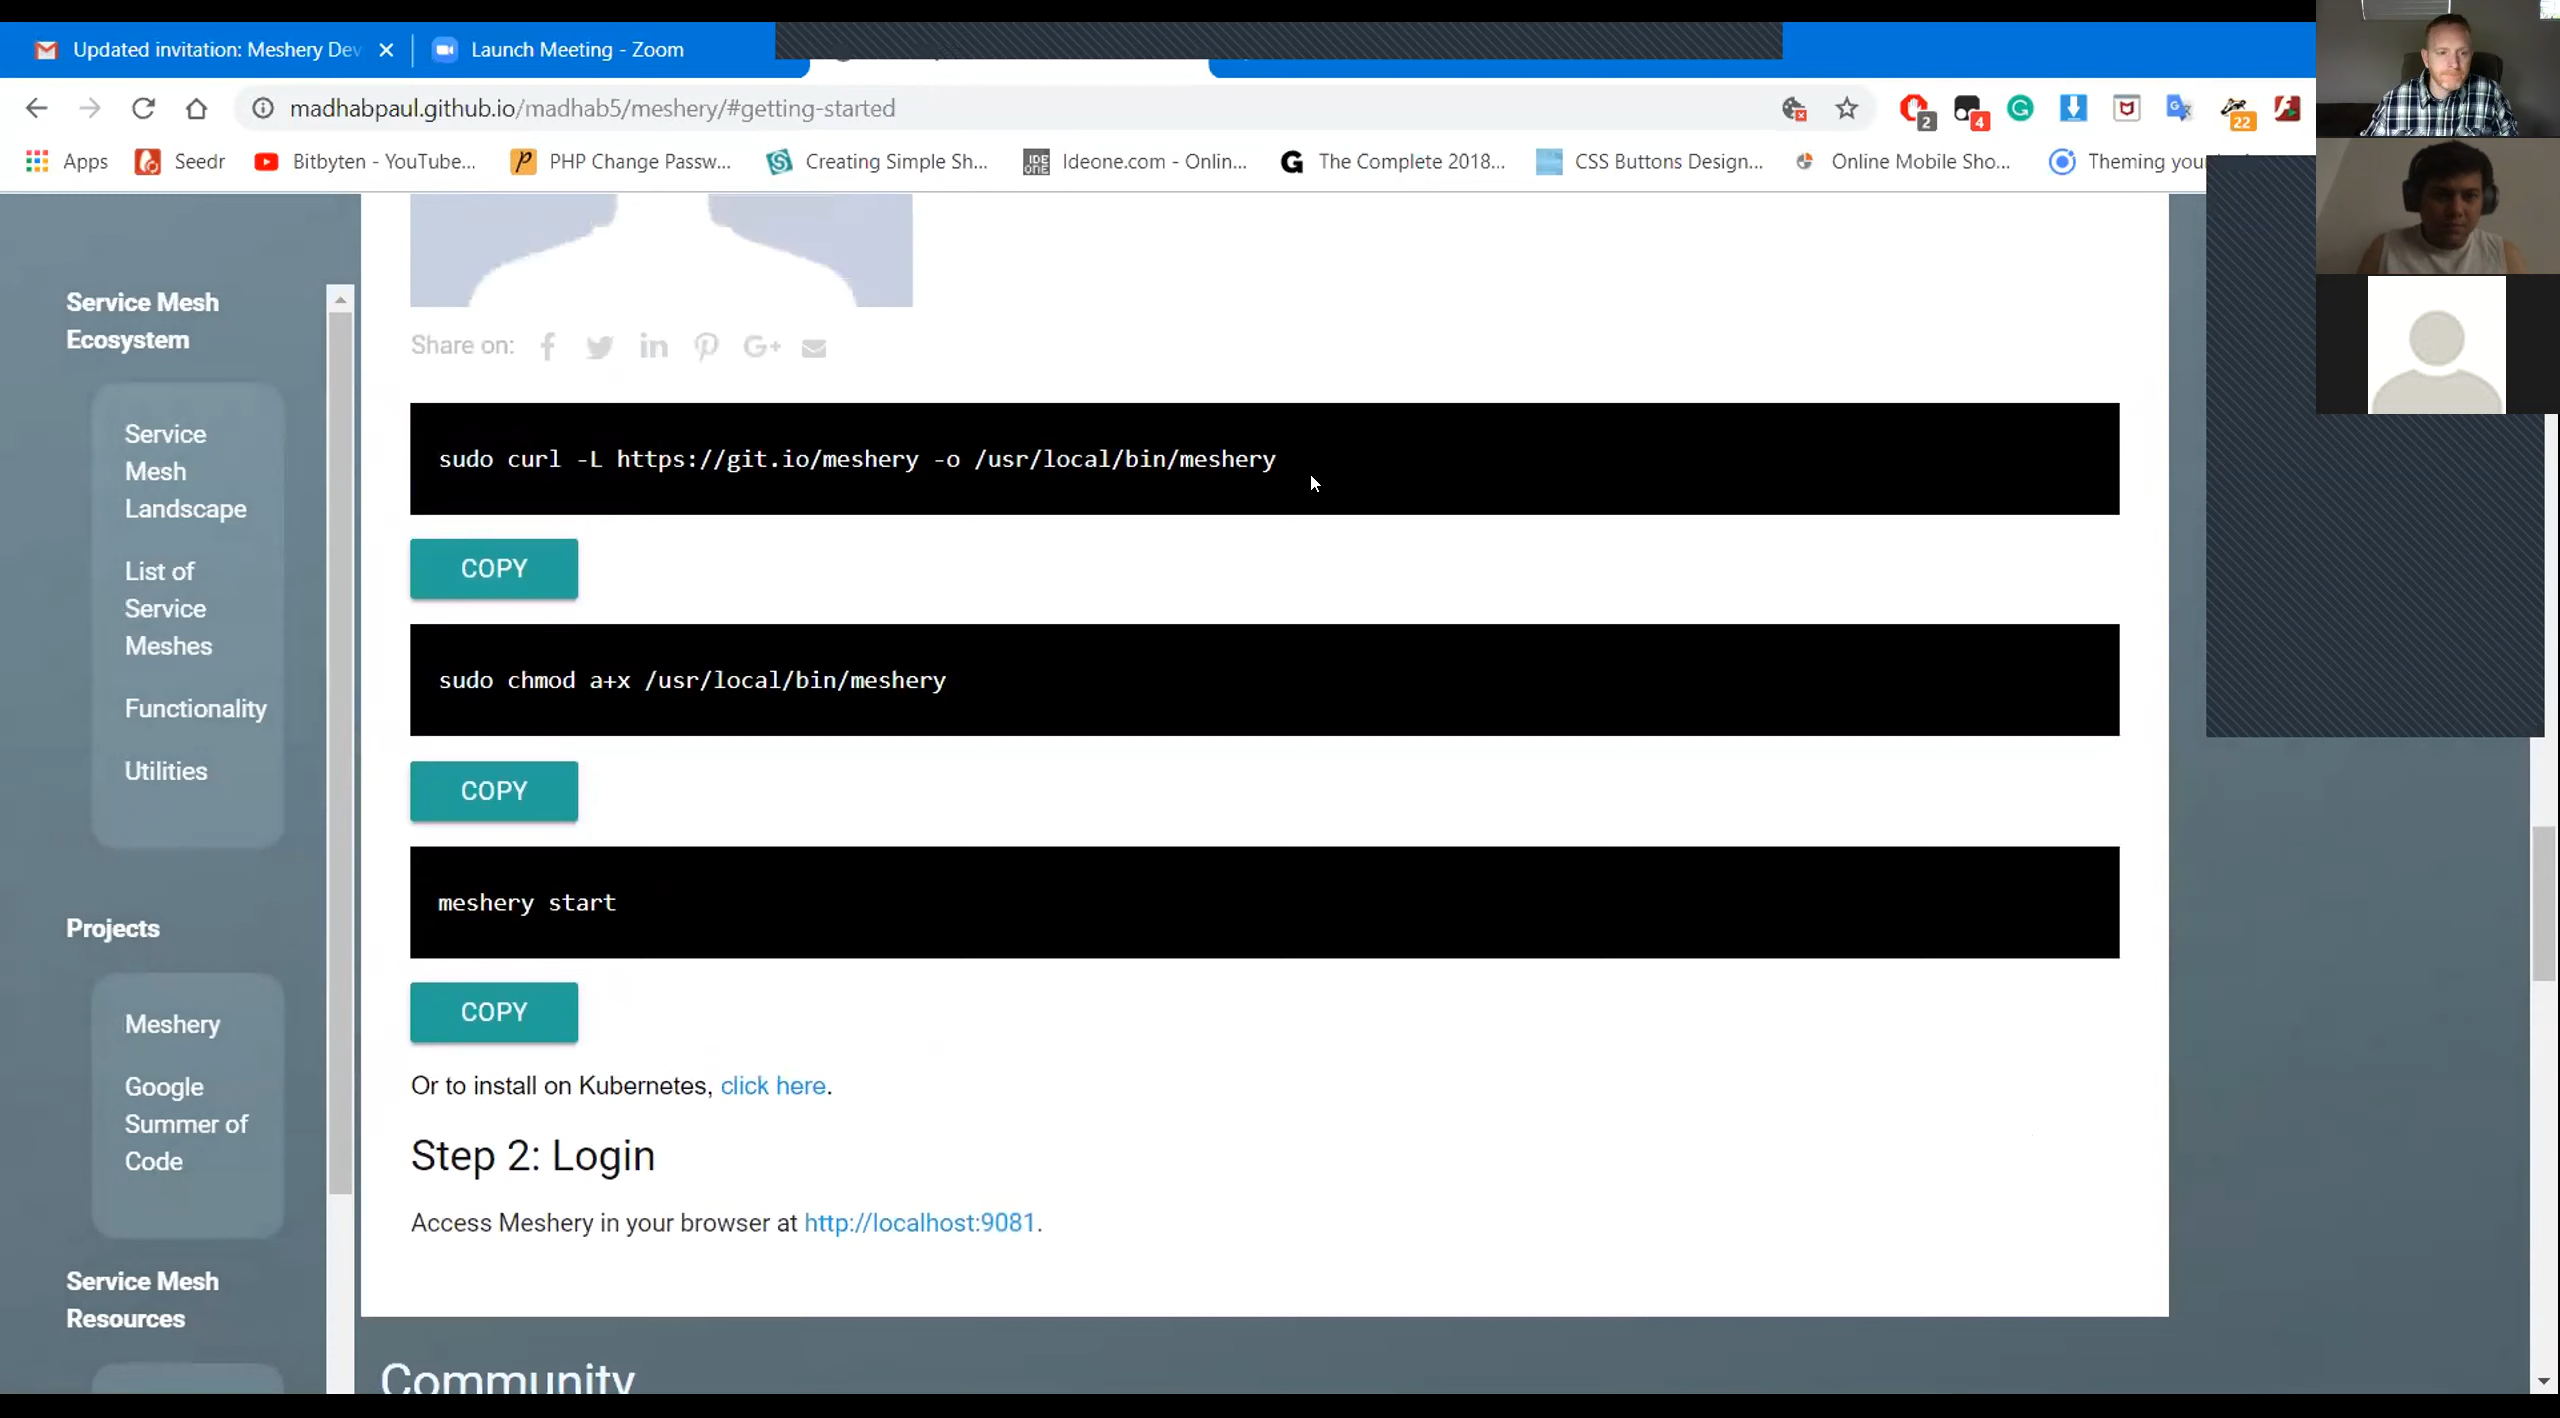 Updated invitation: Meshery Dev
Launch Meeting - Zoom
madhabpaul.github.io/madhab5/meshery/#getting-started
2
4
22
Apps
Seedr
Bitbyten - YouTube...
PHP Change Passw...
Creating Simple Sh...
Ideone.com - Onlin...
The Complete 2018...
CSS Buttons Design...
Online Mobile Sho...
Theming your
Service Mesh
Ecosystem
Service
Mesh
Landscape
List of
Service
Meshes
Functionality
Utilities
Projects
Meshery
Google
Summer of
Code
Service Mesh
Resources
Share on:
sudo curl -L https://git.io/meshery -o /usr/local/bin/meshery
COPY
sudo chmod a+x /usr/local/bin/meshery
COPY
meshery start
COPY
Or to install on Kubernetes, click here.
Step 2: Login
Access Meshery in your browser at http://localhost:9081.
Community